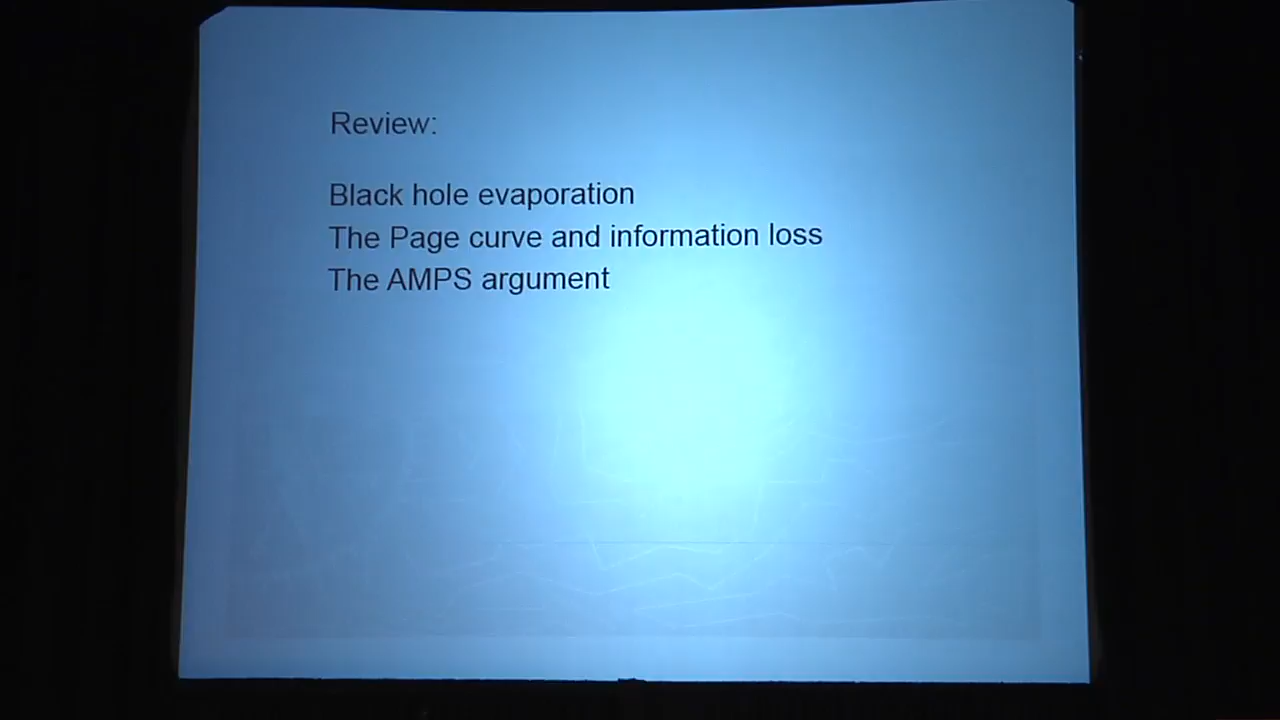 Review:
Black hole evaporation
The Page curve and information loss
The AMPS argument